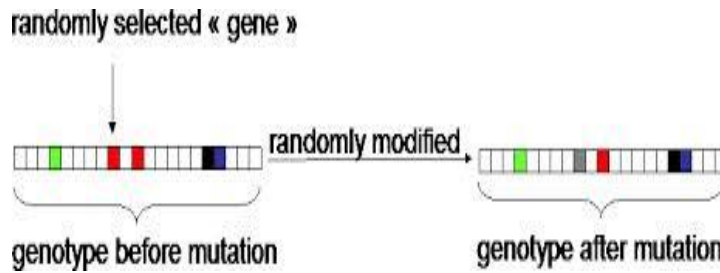 randomly selected « gene »
randomly modified
genotype before mutation
genotype after mutation